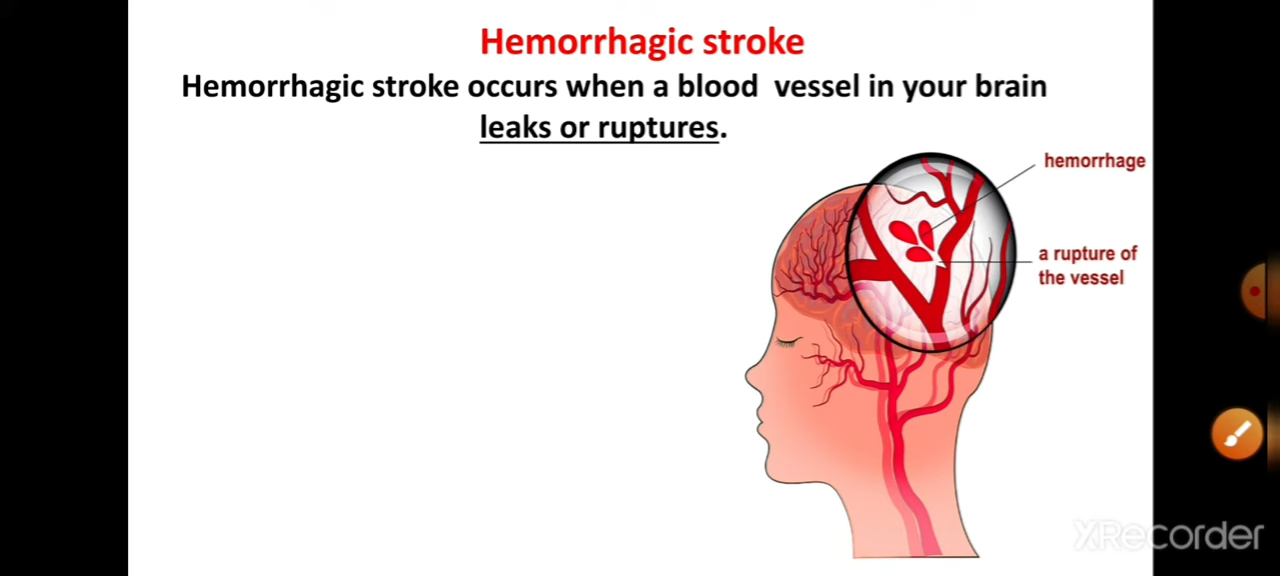 Hemorrhagic stroke
Hemorrhagic stroke occurs when a blood vessel in your brain
leaks or ruptures.
hemorrhage
a rupture of
the vessel
XRecorder